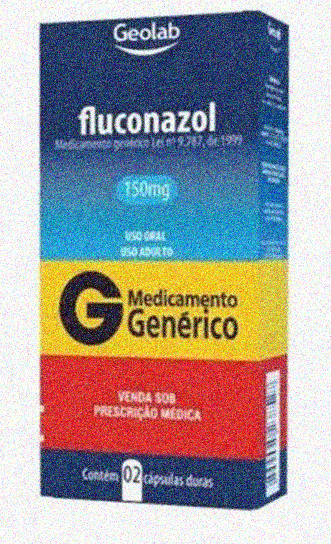 Geolab
fluconazol
Medicamento genérico Lei nº 9.787, de 1999
150mg
USO ORAL
USO ADULTO
G Medicamento
Genérico
VENDA SOB
PRESCRIÇÃO MÉDICA
Contém 02 cápsulas duras